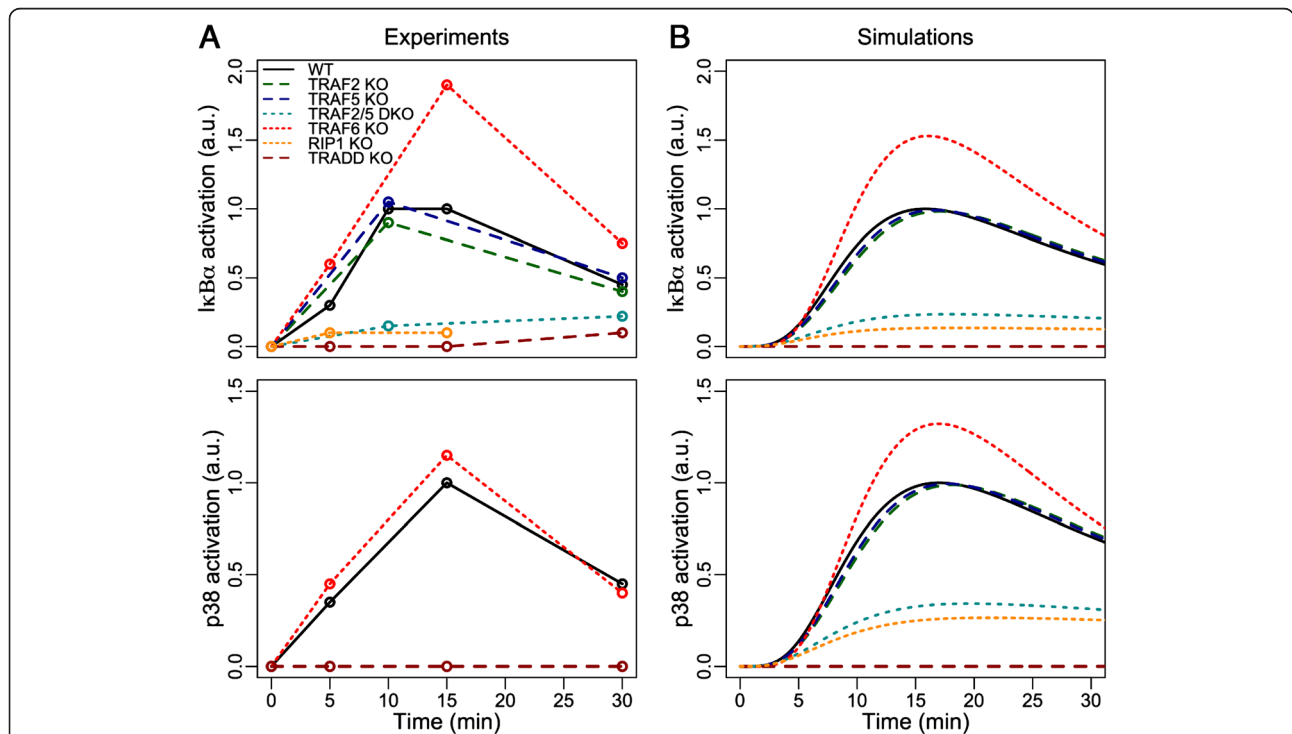 A Experiments B Simulations
IκBα activation (a.u.)
2.0
1.5
1.0
0.5
0.0
WT
TRAF2 KO
TRAF5 KO
TRAF2/5 DKO
TRAF6 KO
RIP1 KO
TRADD KO
IκBα activation (a.u.)
2.0
1.5
1.0
0.5
0.0
p38 activation (a.u.)
1.5
1.0
0.5
0.0
0 5 10 15 20 25 30
Time (min)
p38 activation (a.u.)
1.5
1.0
0.5
0.0
0 5 10 15 20 25 30
Time (min)